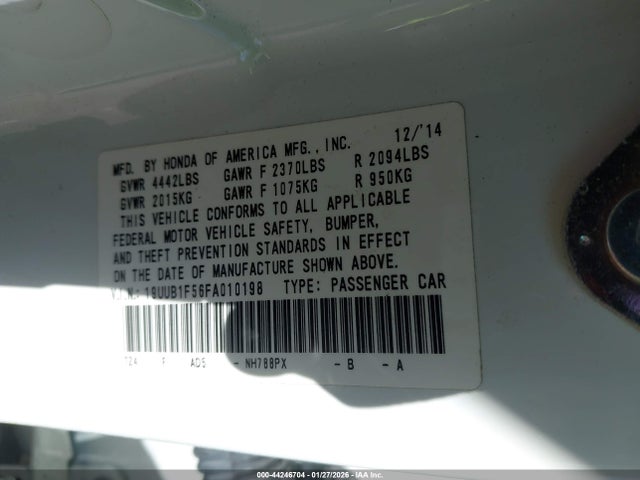 MFD. BY HONDA OF AMERICA MFG., INC. 12/'14
GVWR 4442LBS GAWR F 2370LBS R 2094LBS
GVWR 2015KG GAWR F 1075KG R 950KG
THIS VEHICLE CONFORMS TO ALL APPLICABLE
FEDERAL MOTOR VEHICLE SAFETY, BUMPER,
AND THEFT PREVENTION STANDARDS IN EFFECT
ON THE DATE OF MANUFACTURE SHOWN ABOVE.
V.I.N.: 19UUB1F56FA010198 TYPE: PASSENGER CAR
F AD5 - NH788PX - B - A
000-44246704 - 01/27/2026 - IAA Inc.